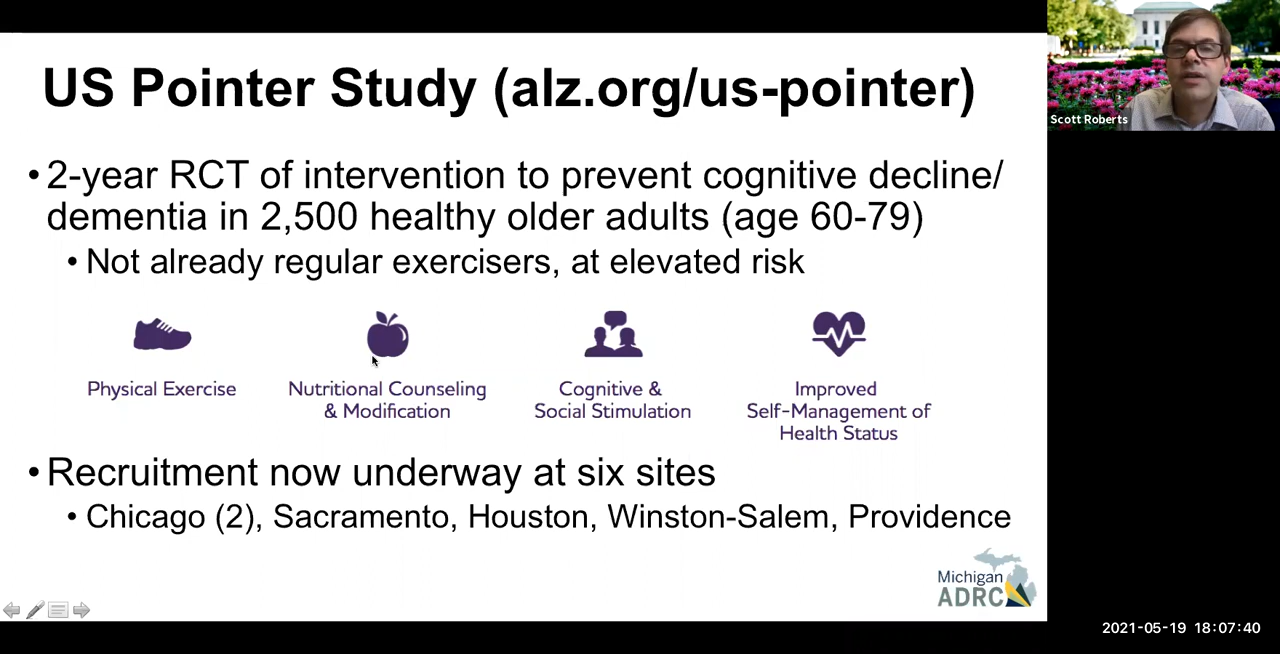 US Pointer Study (alz.org/us-pointer)
• 2-year RCT of intervention to prevent cognitive decline/
dementia in 2,500 healthy older adults (age 60-79)
• Not already regular exercisers, at elevated risk
Physical Exercise
Nutritional Counseling
& Modification
Cognitive &
Social Stimulation
Improved
Self-Management of
Health Status
• Recruitment now underway at six sites
• Chicago (2), Sacramento, Houston, Winston-Salem, Providence
Michigan
ADRC
Scott Roberts
2021-05-19 18:07:40